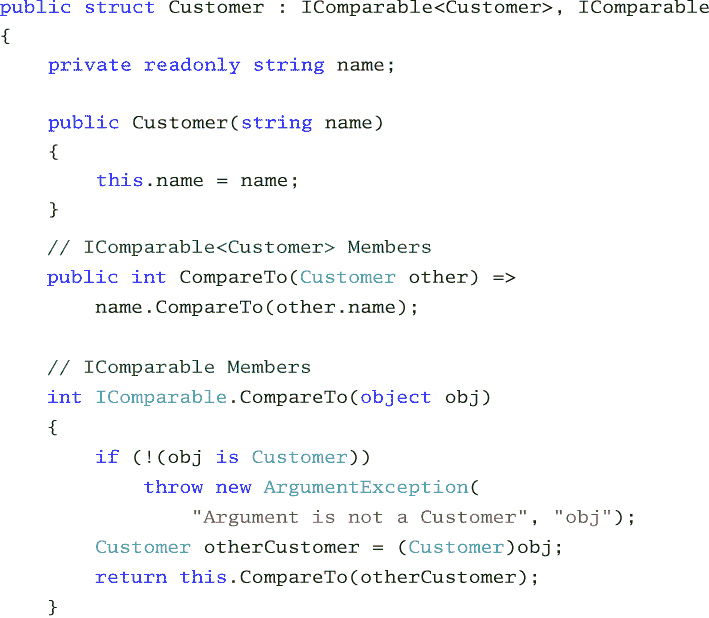 public struct Customer : IComparable<Customer>, IComparable
{
    private readonly string name;

    public Customer(string name)
    {
        this.name = name;
    }
    // IComparable<Customer> Members
    public int CompareTo(Customer other) =>
        name.CompareTo(other.name);

    // IComparable Members
    int IComparable.CompareTo(object obj)
    {
        if (!(obj is Customer))
            throw new ArgumentException(
                "Argument is not a Customer", "obj");
        Customer otherCustomer = (Customer)obj;
        return this.CompareTo(otherCustomer);
    }